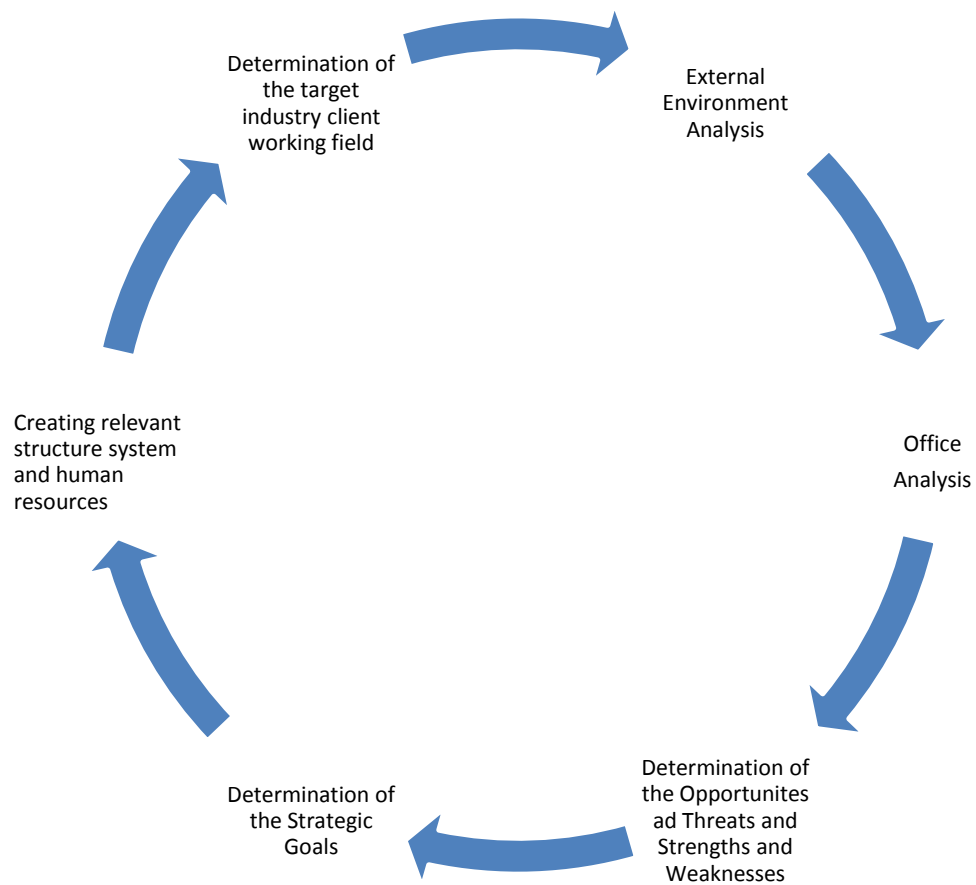 Determination of
the target
industry client
working field
External
Environment
Analysis
Office
Analysis
Determination of
the Opportunites
ad Threats and
Strengths and
Weaknesses
Determination of
the Strategic
Goals
Creating relevant
structure system
and human
resources